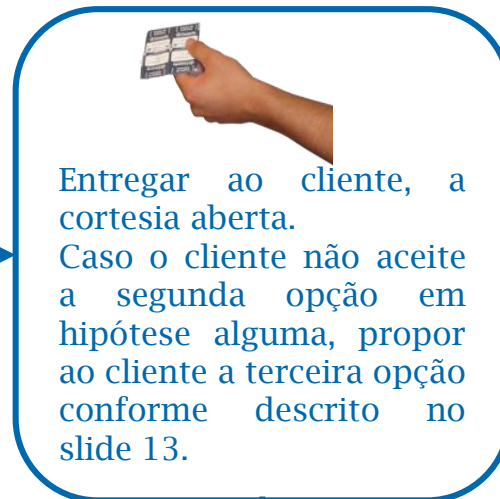 Entregar ao cliente, a
cortesia aberta.
Caso o cliente não aceite
a segunda opção em
hipótese alguma, propor
ao cliente a terceira opção
conforme descrito no
slide 13.